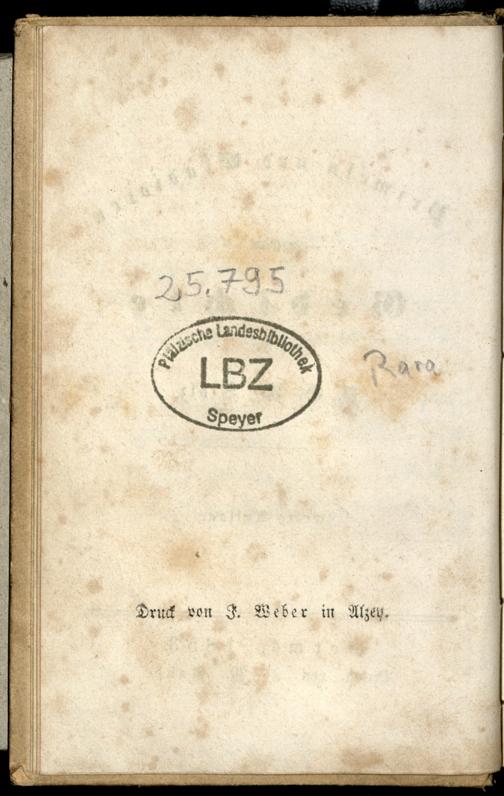 25.795
Pfälzische Landesbibliothek
LBZ
Speyer
Rara
Druck von J. Weber in Alzey.